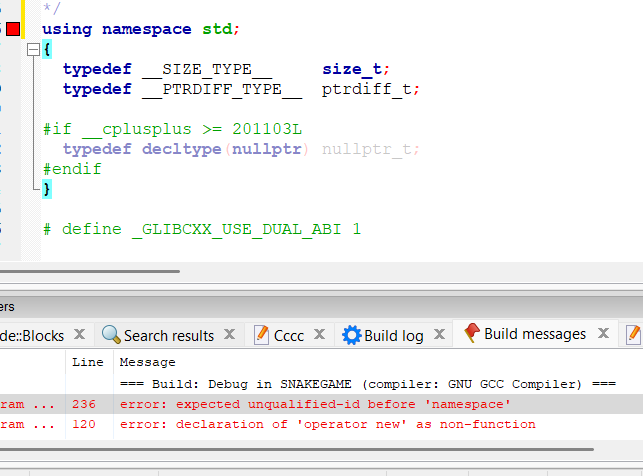 */
using namespace std;
{
typedef __SIZE_TYPE__ size_t;
typedef __PTRDIFF_TYPE__ ptrdiff_t;
#if __cplusplus >= 201103L
typedef decltype(nullptr) nullptr_t;
#endif
}
# define _GLIBCXX_USE_DUAL_ABI 1
ers
de::Blocks X Search results X Cccc X Build log X Build messages X
Line Message
=== Build: Debug in SNAKEGAME (compiler: GNU GCC Compiler) ===
ram ... 236 error: expected unqualified-id before 'namespace'
ram ... 120 error: declaration of 'operator new' as non-function